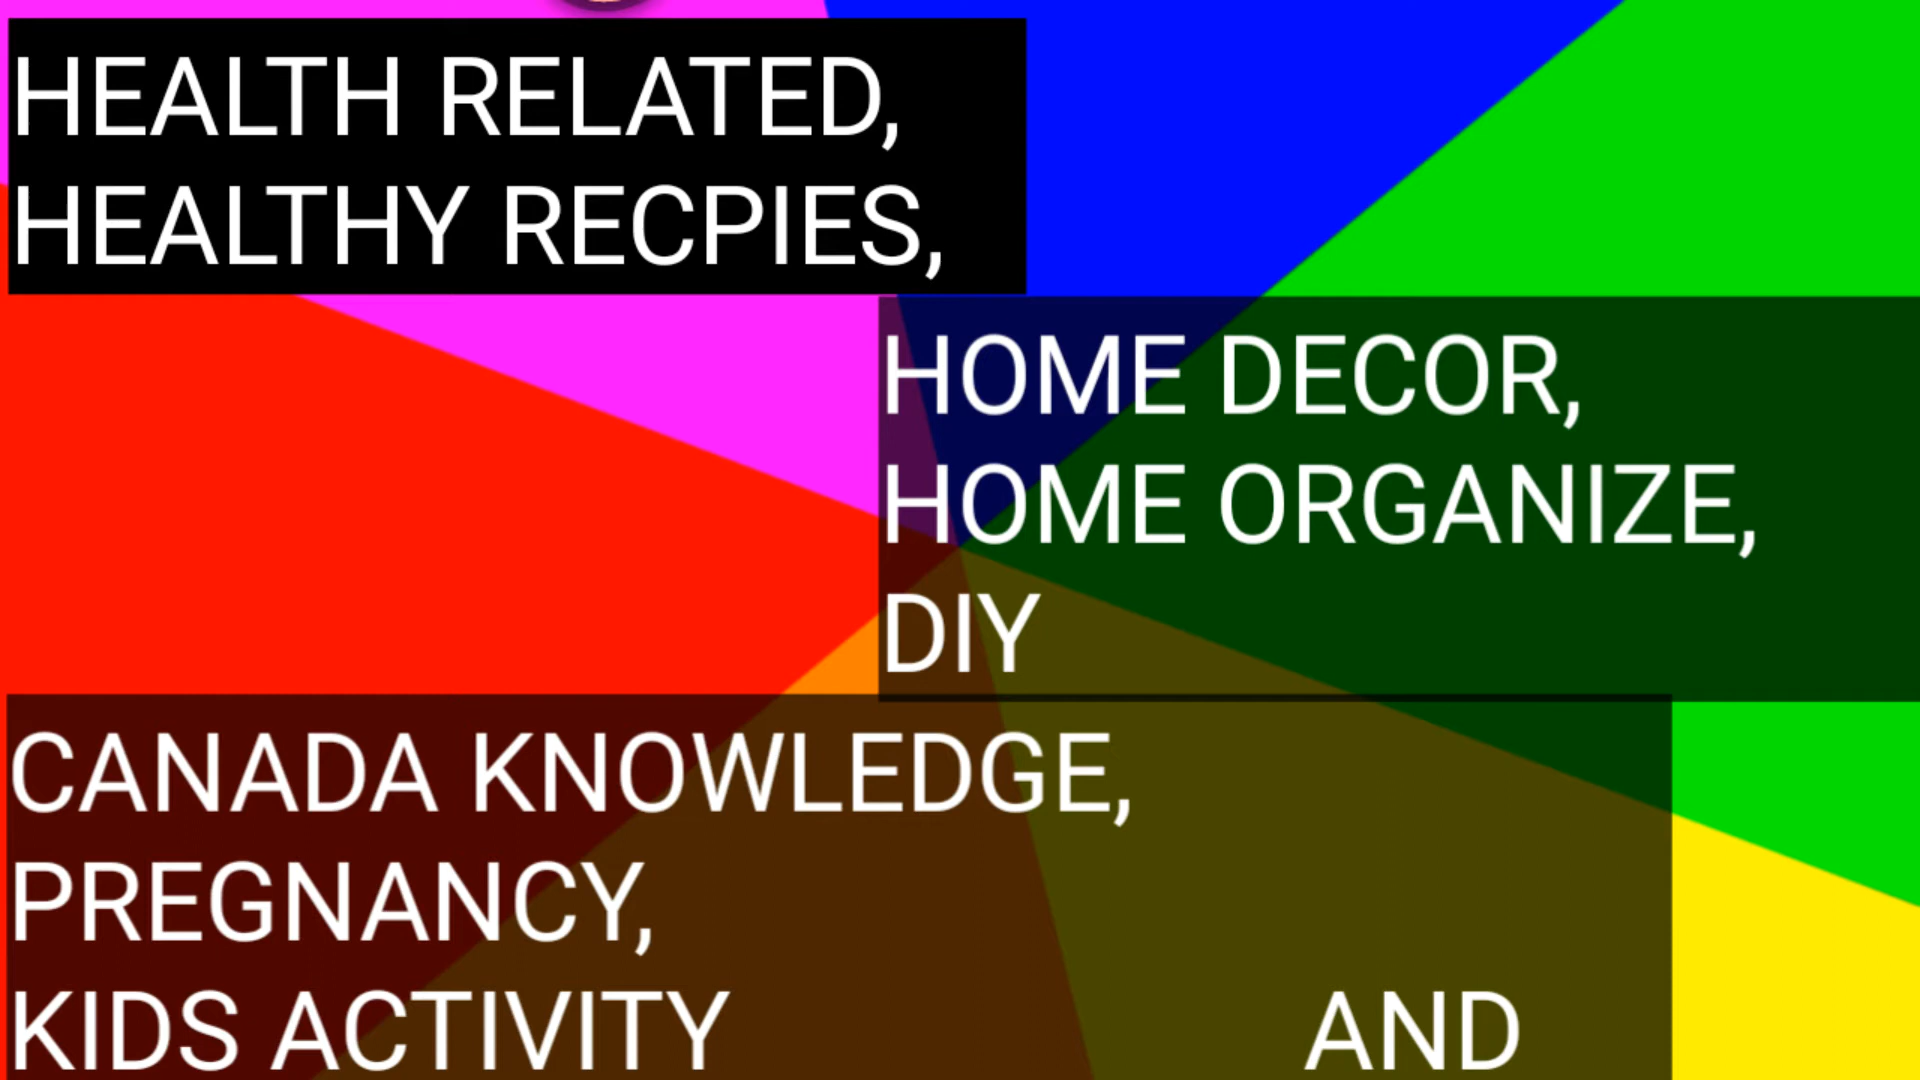 HEALTH RELATED,
HEALTHY RECPIES,
HOME DECOR,
HOME ORGANIZE,
DIY
CANADA KNOWLEDGE,
PREGNANCY,
KIDS ACTIVITY AND